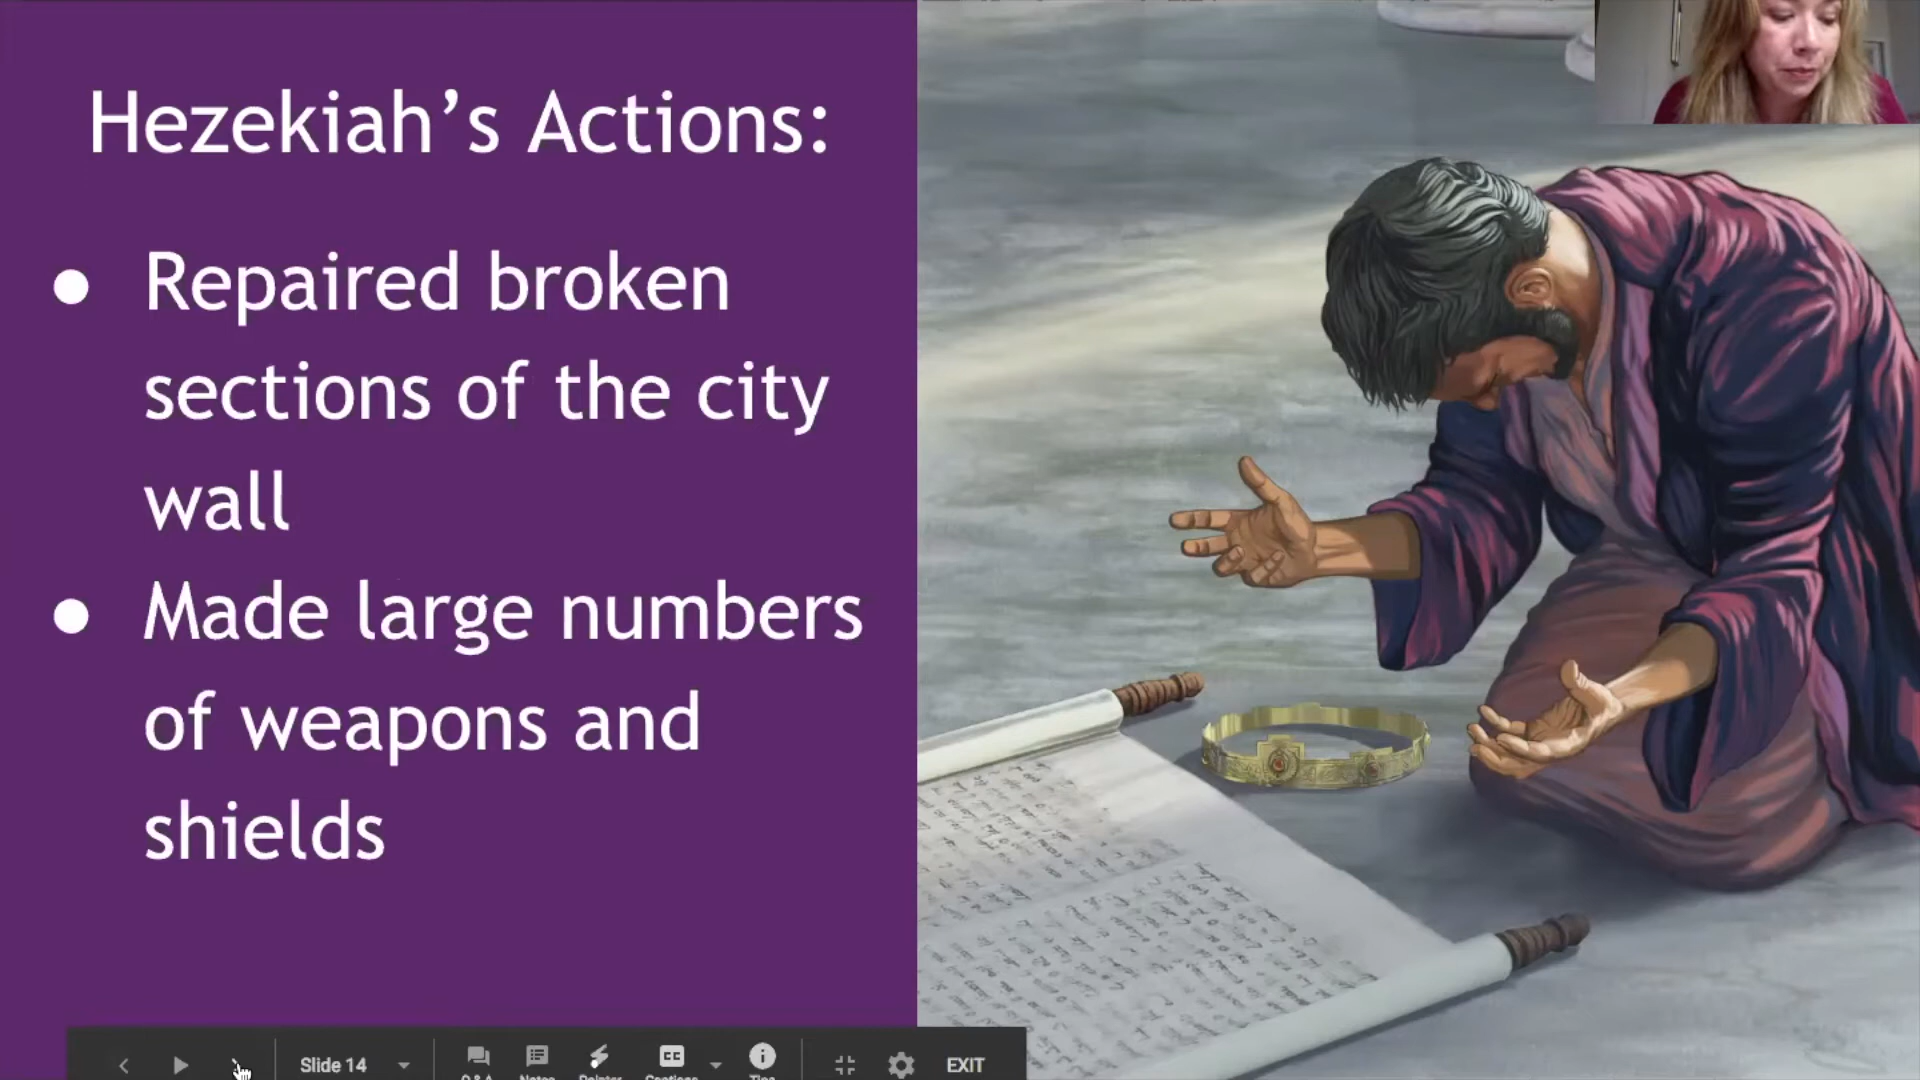 Hezekiah’s Actions:
● Repaired broken
sections of the city
wall
● Made large numbers
of weapons and
shields
Slide 14
CC
EXIT